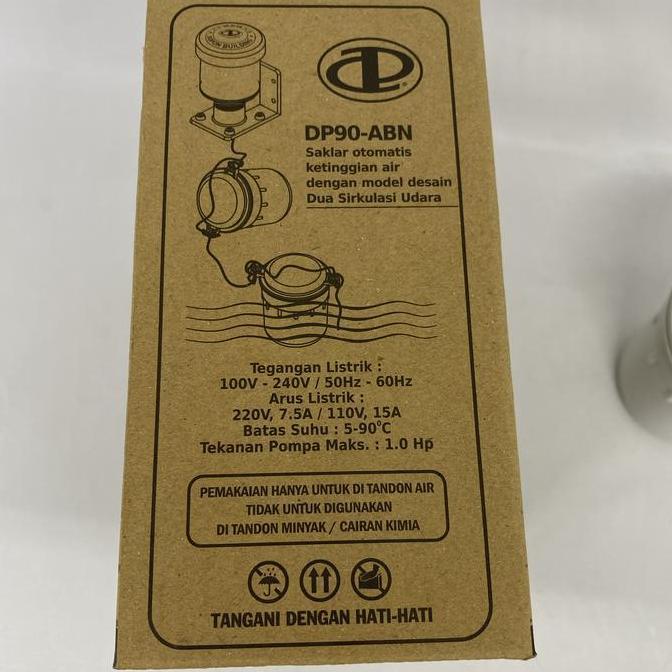 DP90-ABN
Saklar otomatis
ketinggian air
dengan model desain
Dua Sirkulasi Udara
Tegangan Listrik :
100V - 240V / 50Hz - 60Hz
Arus Listrik :
220V, 7.5A / 110V, 15A
Batas Suhu : 5-90°C
Tekanan Pompa Maks. : 1.0 Hp
PEMAKAIAN HANYA UNTUK DI TANDON AIR
TIDAK UNTUK DIGUNAKAN
DI TANDON MINYAK / CAIRAN KIMIA
TANGANI DENGAN HATI-HATI